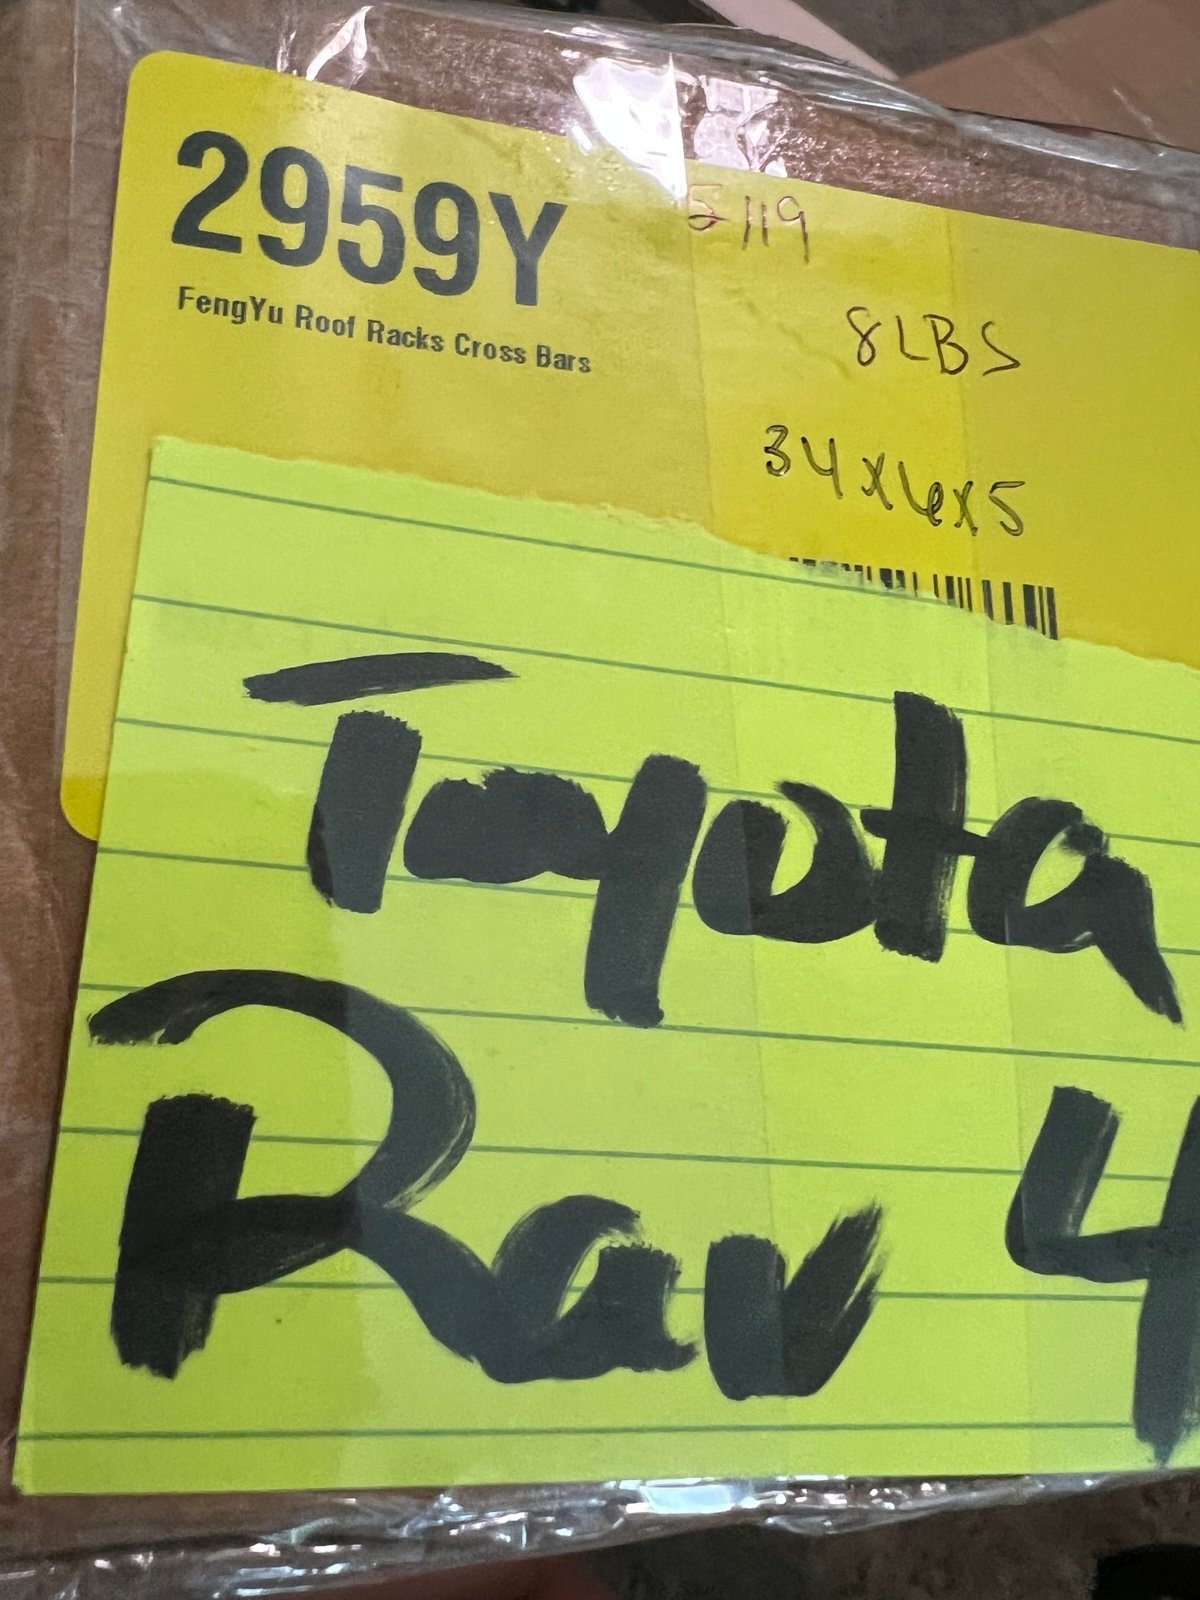 2959Y
5/19
FengYu Roof Racks Cross Bars
8LBS
34x6x5
Toyota
Rav 4